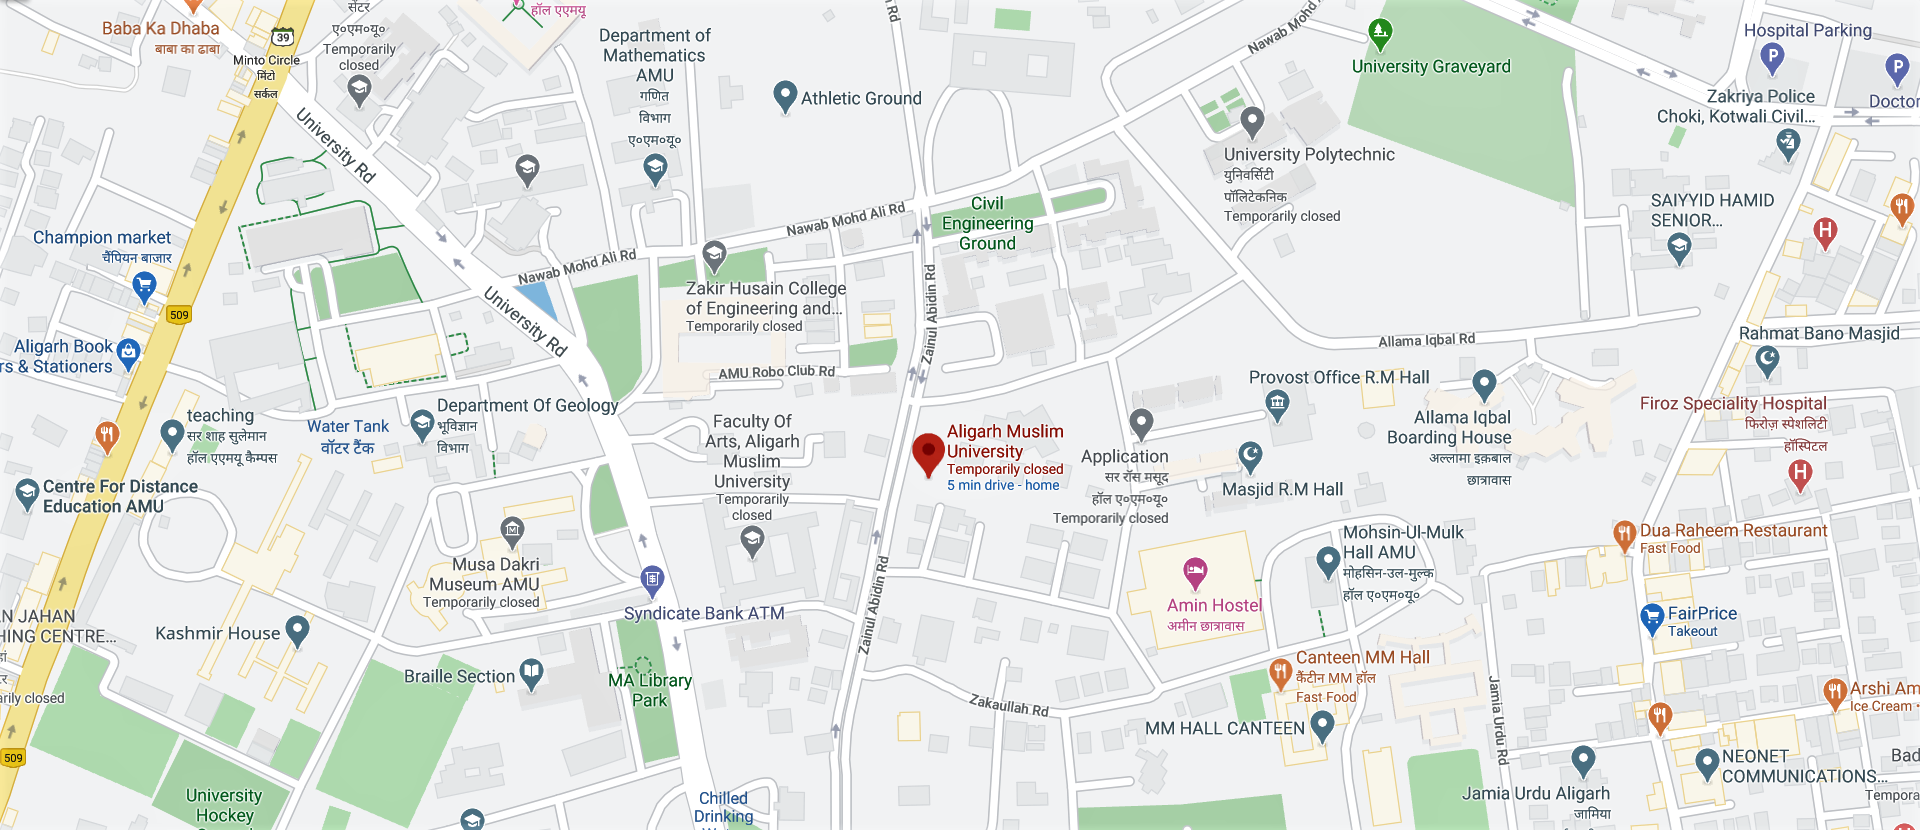 Baba Ka Dhaba
बाबा का ढाबा
39
Minto Circle
मिंटो
सर्कल
सेंटर
ए०एम०यू०
Temporarily
closed
हॉल एएमयू
Department of
Mathematics
AMU
गणित
विभाग
ए०एम०यू०
Athletic Ground
Nawab Mohd
University Graveyard
Hospital Parking
Zakriya Police
Choki, Kotwali Civil...
Doctor
University Rd
University Polytechnic
युनिवर्सिटी
पॉलिटेकनिक
Temporarily closed
SAIYYID HAMID
SENIOR...
Champion market
चैंपियन बाजार
Nawab Mohd Ali Rd
Nawab Mohd Ali Rd
Civil
Engineering
Ground
509
University Rd
Zakir Husain College
of Engineering and...
Temporarily closed
Zainul Abidin Rd
Allama Iqbal Rd
Rahmat Bano Masjid
Aligarh Book
rs & Stationers
AMU Robo Club Rd
Provost Office R.M Hall
Firoz Speciality Hospital
फिरोज़ स्पेशलिटी
हॉस्पिटल
teaching
सर शाह सुलेमान
हॉल एएमयू कैम्पस
Water Tank
वॉटर टैंक
Department Of Geology
भूविज्ञान
विभाग
Faculty Of
Arts, Aligarh
Muslim
University
Temporarily
closed
Aligarh Muslim
University
Temporarily closed
5 min drive - home
Application
सर रॉस मसूद
हॉल ए०एम०यू०
Temporarily closed
Allama Iqbal
Boarding House
अल्लामा इक़बाल
छात्रावास
Masjid R.M Hall
Centre For Distance
Education AMU
Musa Dakri
Museum AMU
Temporarily closed
Mohsin-Ul-Mulk
Hall AMU
मोहसिन-उल-मुल्क
हॉल ए०एम०यू०
Dua Raheem Restaurant
Fast Food
Syndicate Bank ATM
Zainul Abidin Rd
Amin Hostel
अमीन छात्रावास
FairPrice
Takeout
N JAHAN
HING CENTRE...
arily closed
Kashmir House
Braille Section
MA Library
Park
Zakaullah Rd
Canteen MM Hall
कैंटीन MM हॉल
Fast Food
MM HALL CANTEEN
Jamia Urdu Rd
Arshi Am
Ice Cream
509
University
Hockey
Chilled
Drinking
Jamia Urdu Aligarh
जामिया
NEONET
COMMUNICATIONS...
Bad
Tempora